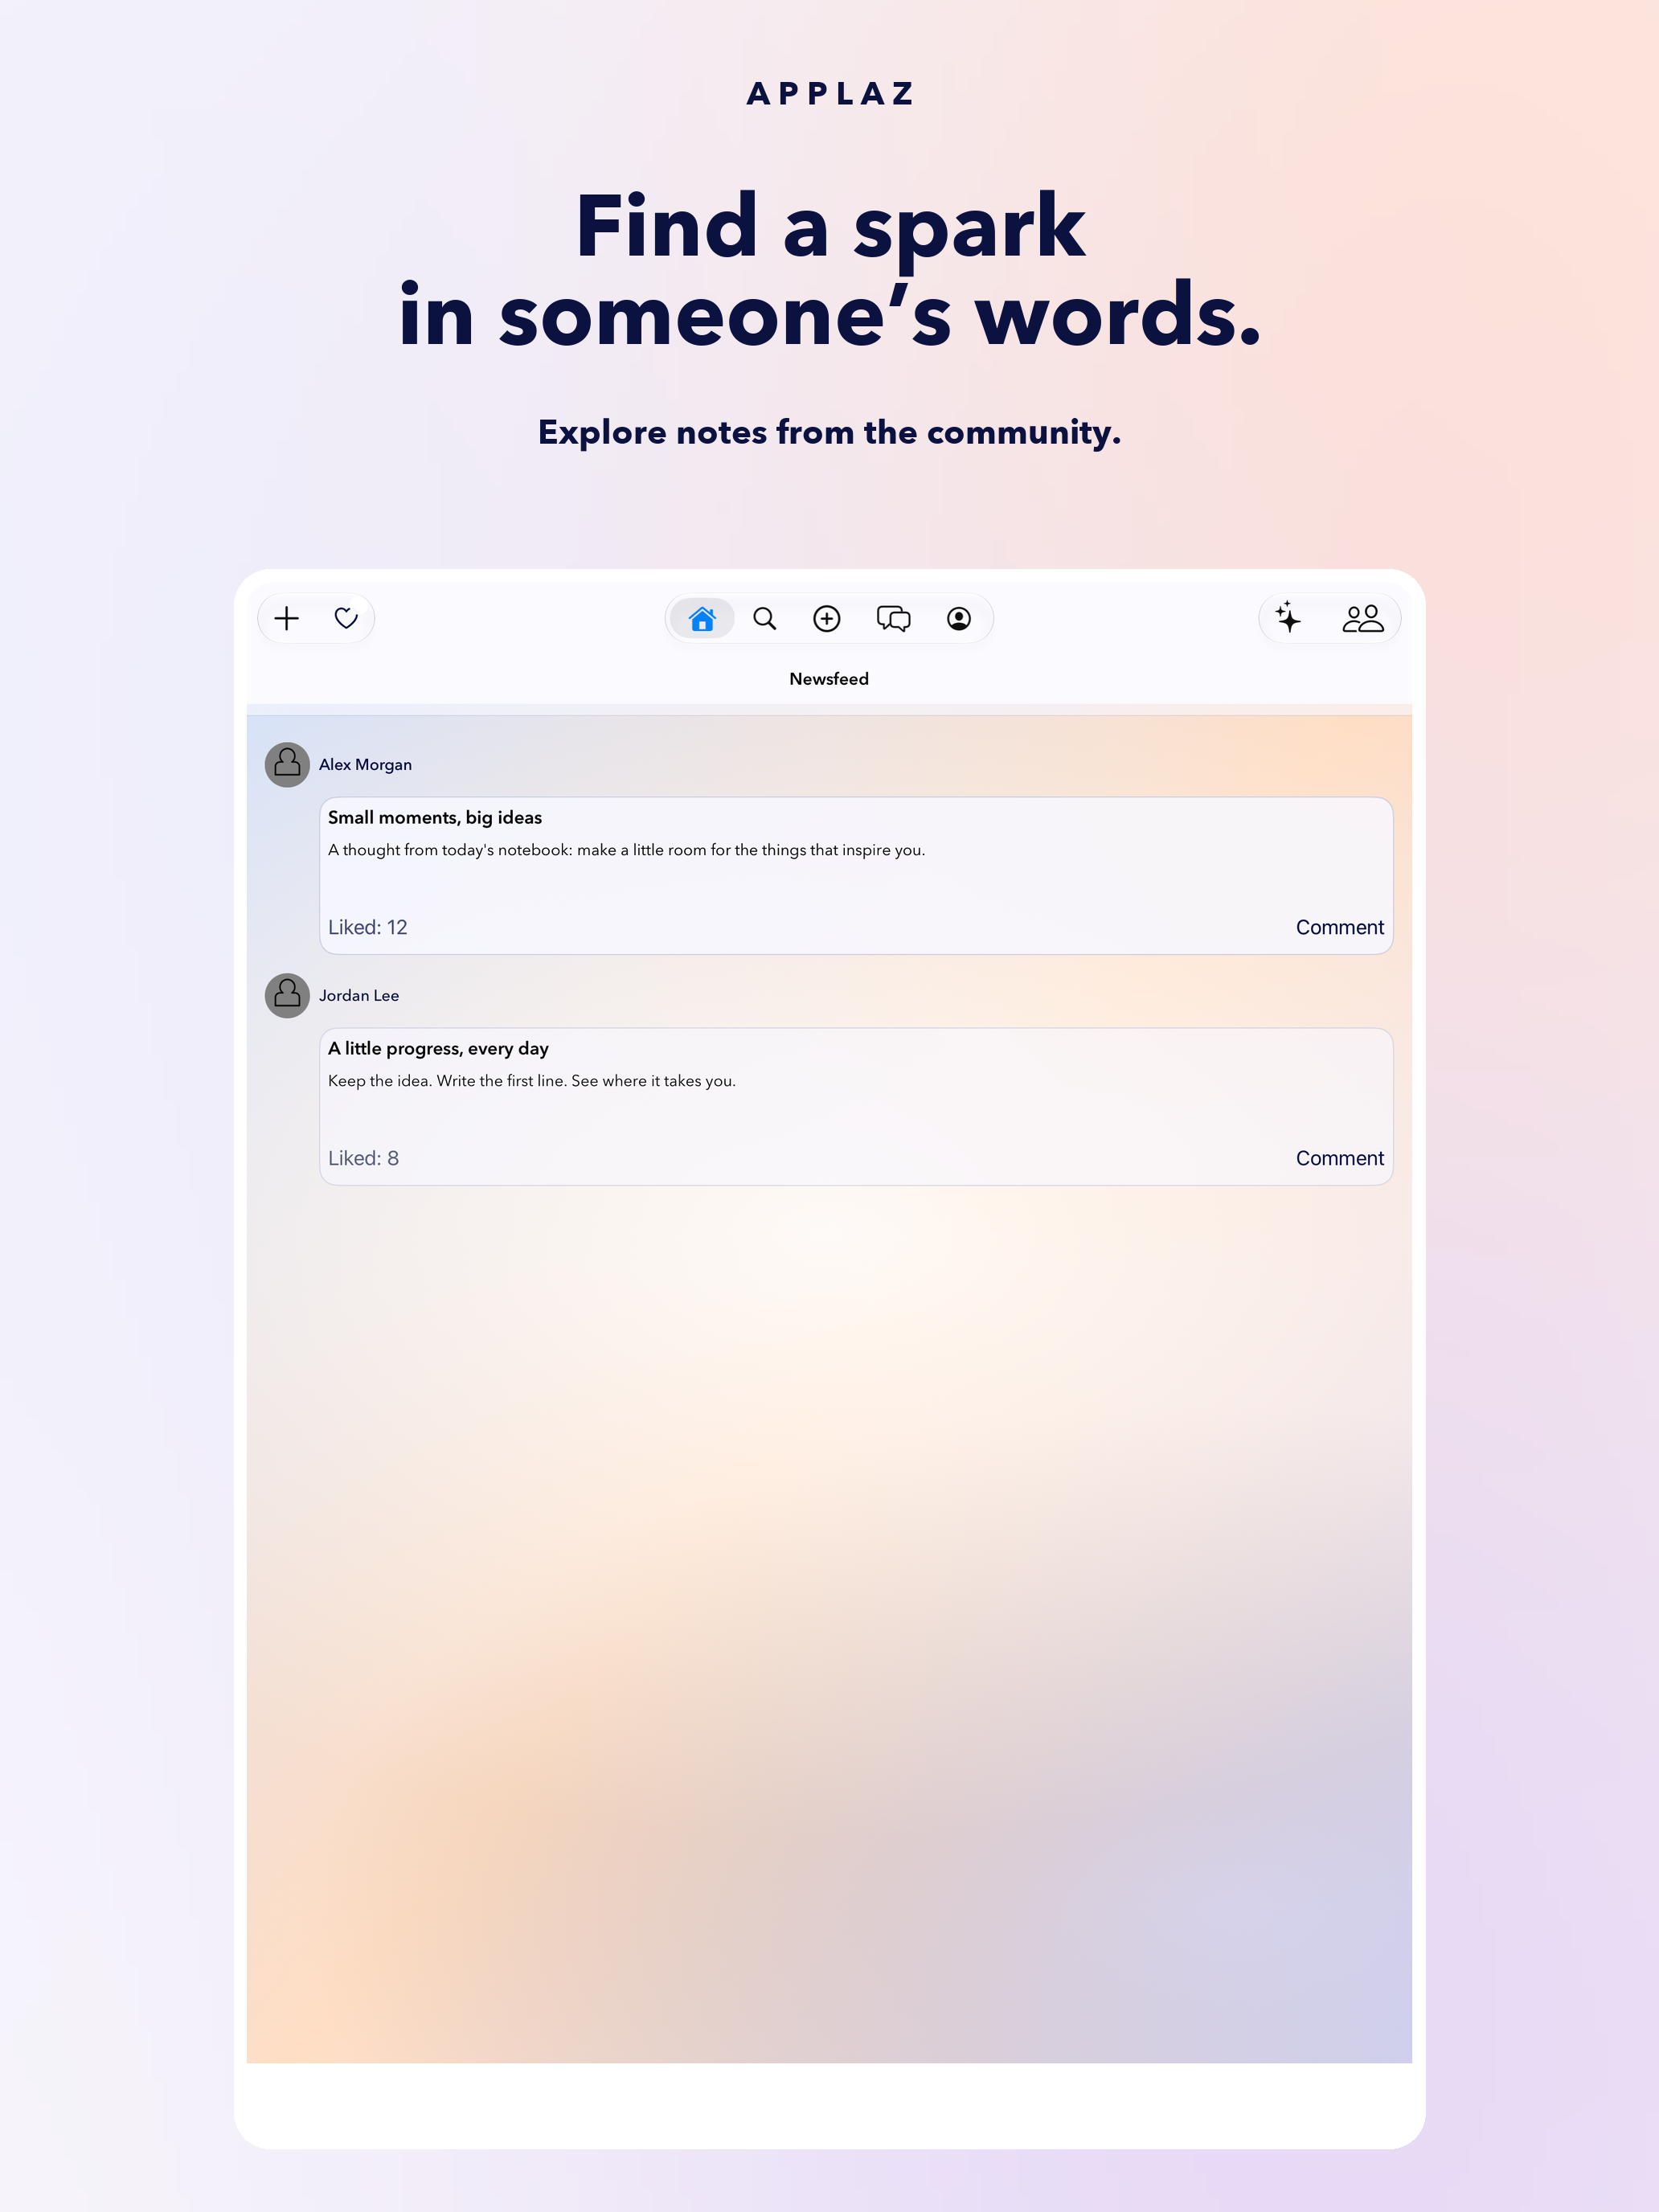 APPLAZ
Find a spark
in someone’s words.
Explore notes from the community.
Newsfeed
Alex Morgan
Small moments, big ideas
A thought from today's notebook: make a little room for the things that inspire you.
Liked: 12 Comment
Jordan Lee
A little progress, every day
Keep the idea. Write the first line. See where it takes you.
Liked: 8 Comment